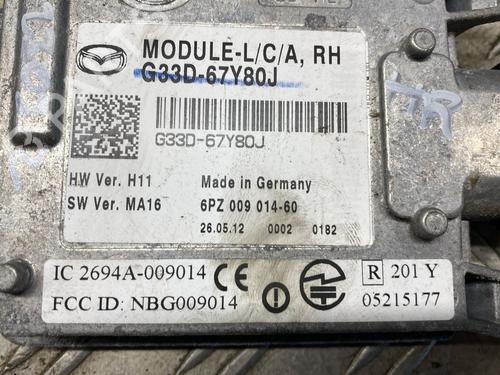 MODULE-L/C/A, RH
G33D-67Y80J
G33D-67Y80J
HW Ver. H11 Made in Germany
SW Ver. MA16 6PZ 009 014-60
26.05.12 0002 0182
IC 2694A-009014 CE R 201 Y
FCC ID: NBG009014 05215177